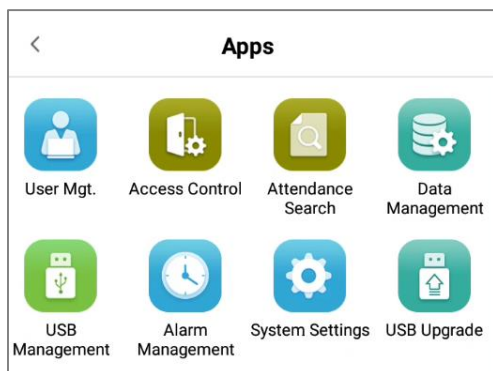 Apps
User Mgt.
Access Control
Attendance
Search
Data
Management
USB
Management
Alarm
Management
System Settings
USB Upgrade